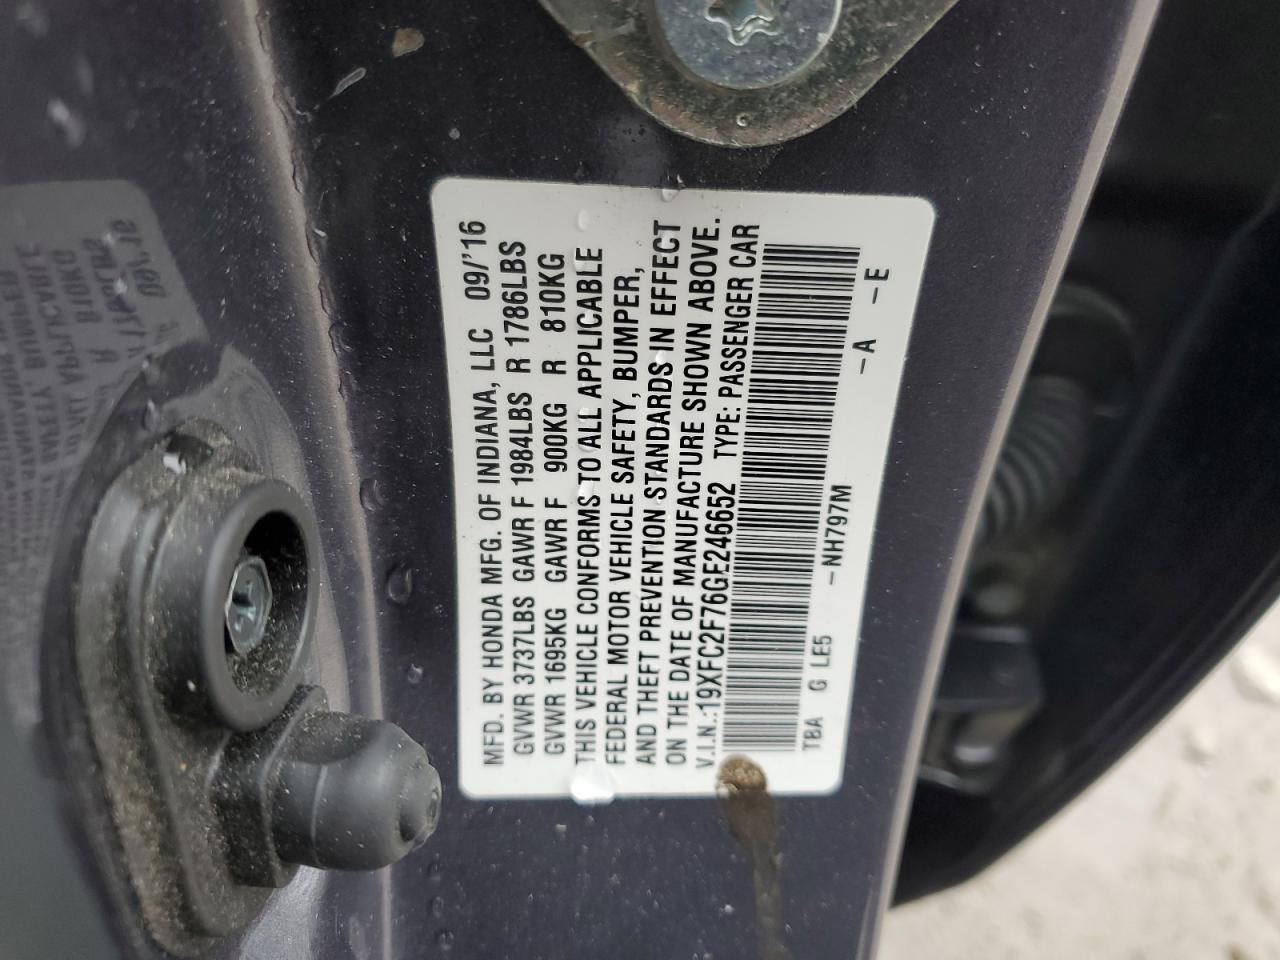 MFD. BY HONDA MFG. OF INDIANA, LLC 09/'16
GVWR 3737LBS GAWR F 1984LBS R 1786LBS
GVWR 1695KG GAWR F 900KG R 810KG
THIS VEHICLE CONFORMS TO ALL APPLICABLE
FEDERAL MOTOR VEHICLE SAFETY, BUMPER,
AND THEFT PREVENTION STANDARDS IN EFFECT
ON THE DATE OF MANUFACTURE SHOWN ABOVE.
V.I.N.:19XFC2F76GE246652 TYPE: PASSENGER CAR
TBA G LE5 -NH797M -A -E